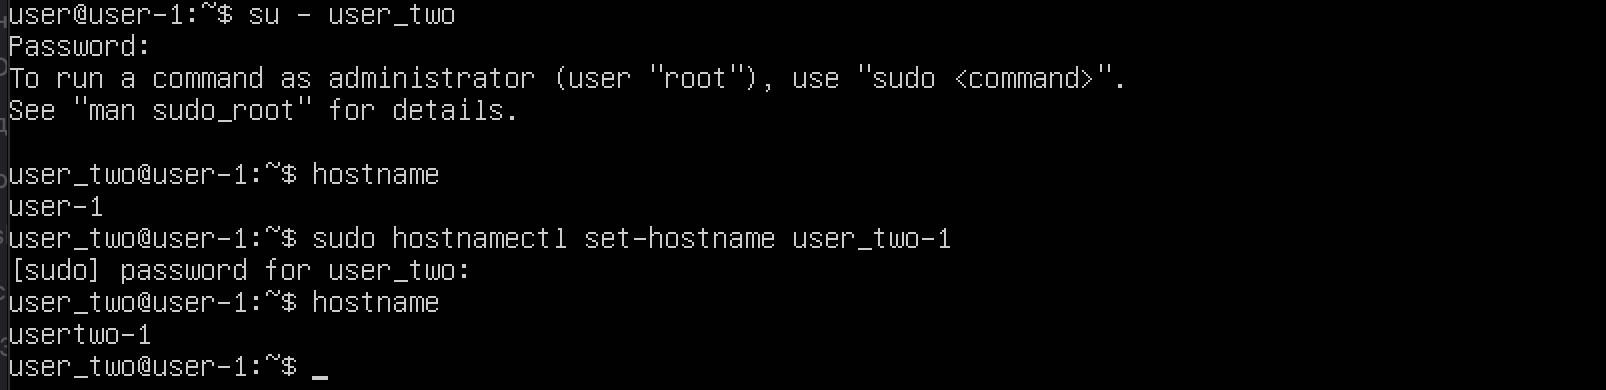 user@user-1:~$ su - user_two
Password:
To run a command as administrator (user "root"), use "sudo <command>".
See "man sudo_root" for details.

user_two@user-1:~$ hostname
user-1
user_two@user-1:~$ sudo hostnamectl set-hostname user_two-1
[sudo] password for user_two:
user_two@user-1:~$ hostname
usertwo-1
user_two@user-1:~$ _